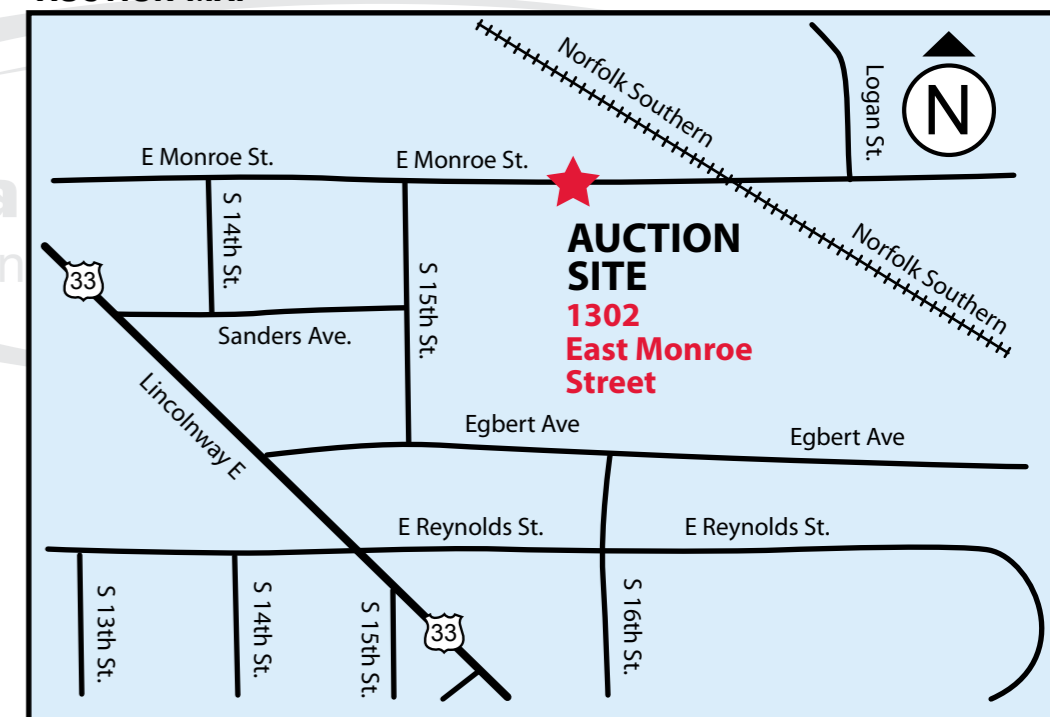 Norfolk Southern
Logan St.
N
E Monroe St.
E Monroe St.
S 14th St.
33
S 15th St.
AUCTION
SITE
1302
East Monroe
Street
Norfolk Southern
Sanders Ave.
Lincolnway E
Egbert Ave
Egbert Ave
E Reynolds St.
E Reynolds St.
S 13th St.
S 14th St.
S 15th St.
33
S 16th St.
a
n